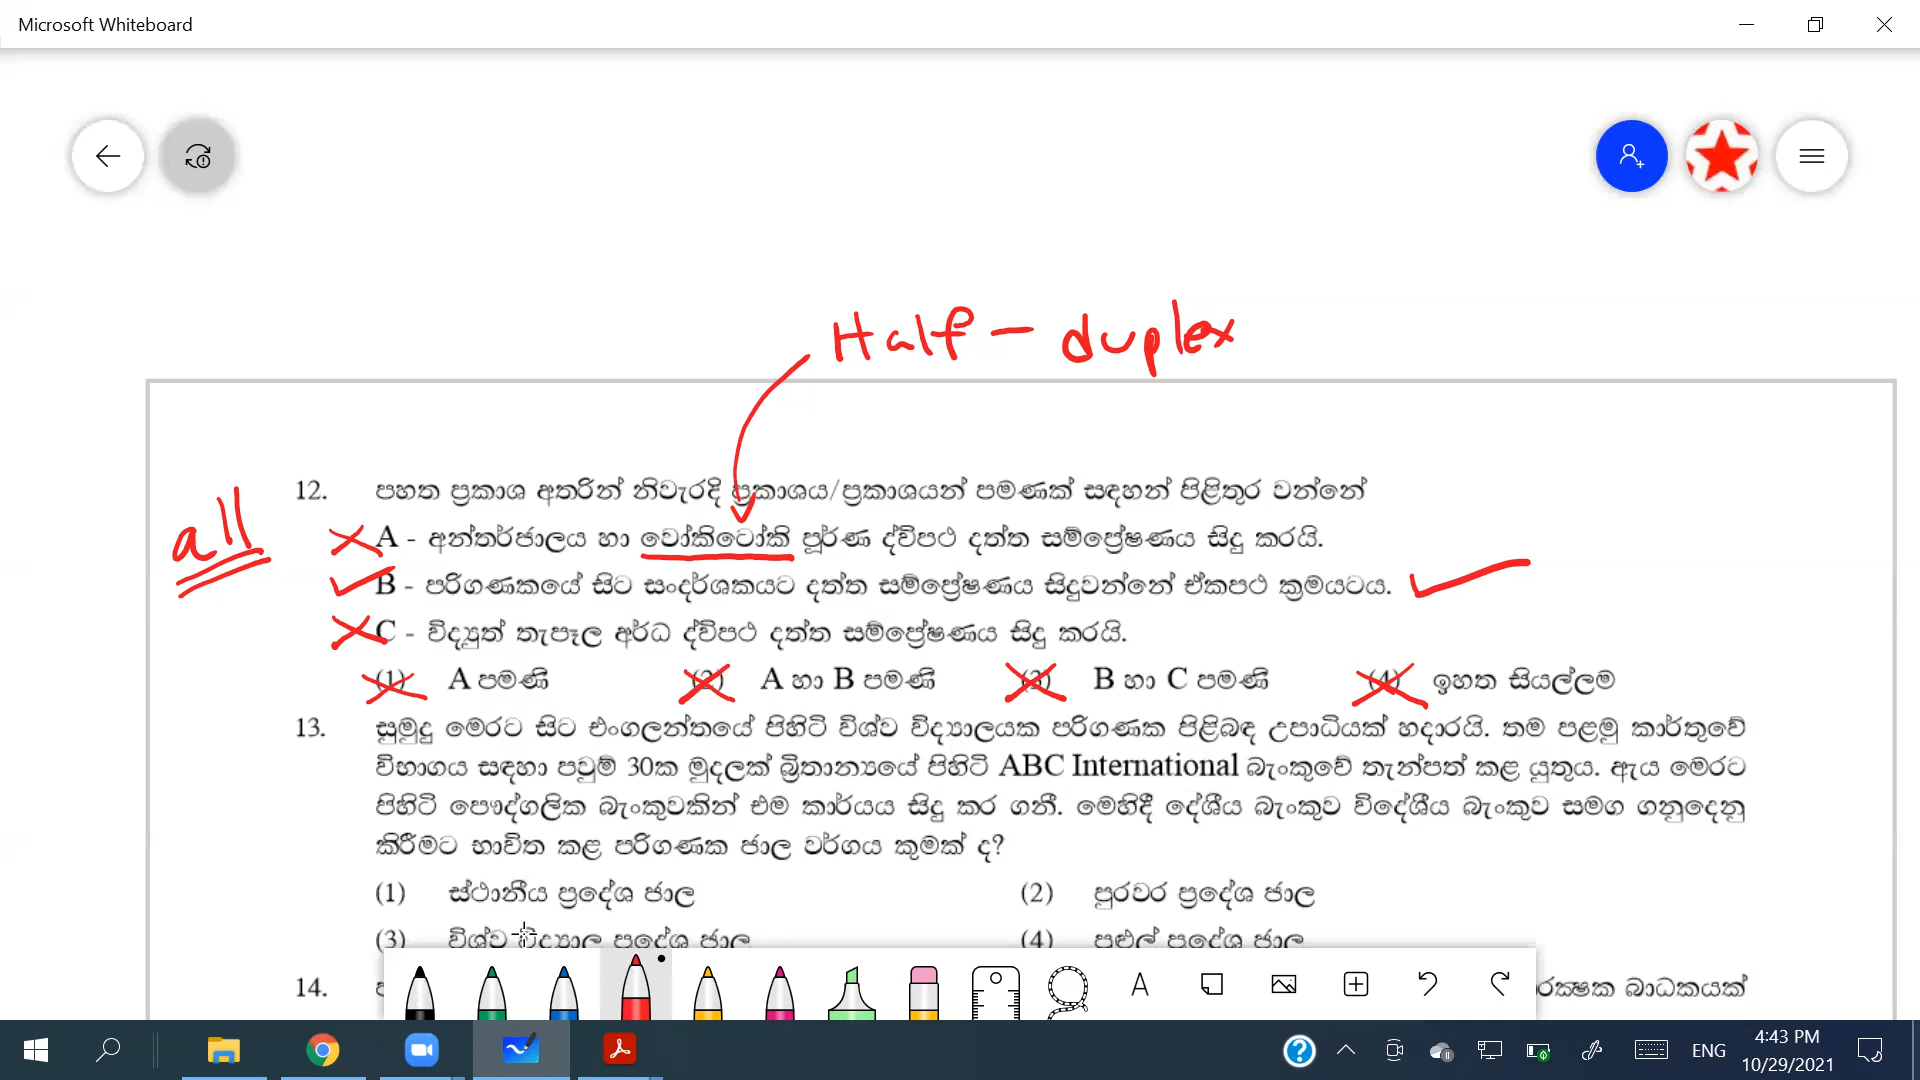 Microsoft Whiteboard
Half - duplex
all
12. පහත ප්‍රකාශ අතරින් නිවැරදි ප්‍රකාශය/ප්‍රකාශයන් පමණක් සඳහන් පිළිතුර වන්නේ
A - අන්තර්ජාලය හා වෝකිටෝකි පූර්ණ ද්විපථ දත්ත සම්ප්‍රේෂණය සිදු කරයි.
B - පරිගණකයේ සිට සංදර්ශකයට දත්ත සම්ප්‍රේෂණය සිදුවන්නේ ඒකපථ ක්‍රමයටය.
C - විද්‍යුත් තැපෑල අර්ධ ද්විපථ දත්ත සම්ප්‍රේෂණය සිදු කරයි.
(1) A පමණි (2) A හා B පමණි (3) B හා C පමණි (4) ඉහත සියල්ලම
13. සුමුදු මෙරට සිට එංගලන්තයේ පිහිටි විශ්ව විද්‍යාලයක පරිගණක පිළිබඳ උපාධියක් හදාරයි. තම පළමු කාර්තුවේ
විභාගය සඳහා පවුම් 30ක මුදලක් බ්‍රිතාන්‍යයේ පිහිටි ABC International බැංකුවේ තැන්පත් කළ යුතුය. ඇය මෙරට
පිහිටි පෞද්ගලික බැංකුවකින් එම කාර්යය සිදු කර ගනී. මෙහිදී දේශීය බැංකුව විදේශීය බැංකුව සමග ගනුදෙනු
කිරීමට භාවිත කළ පරිගණක ජාල වර්ගය කුමක් ද?
(1) ස්ථානීය ප්‍රදේශ ජාල (2) පුරවර ප්‍රදේශ ජාල
(3) විශ්ව විද්‍යාල ප්‍රදේශ ජාල (4) පුළුල් ප්‍රදේශ ජාල
14. රක්ෂක බාධකයක්
ENG
4:43 PM
10/29/2021